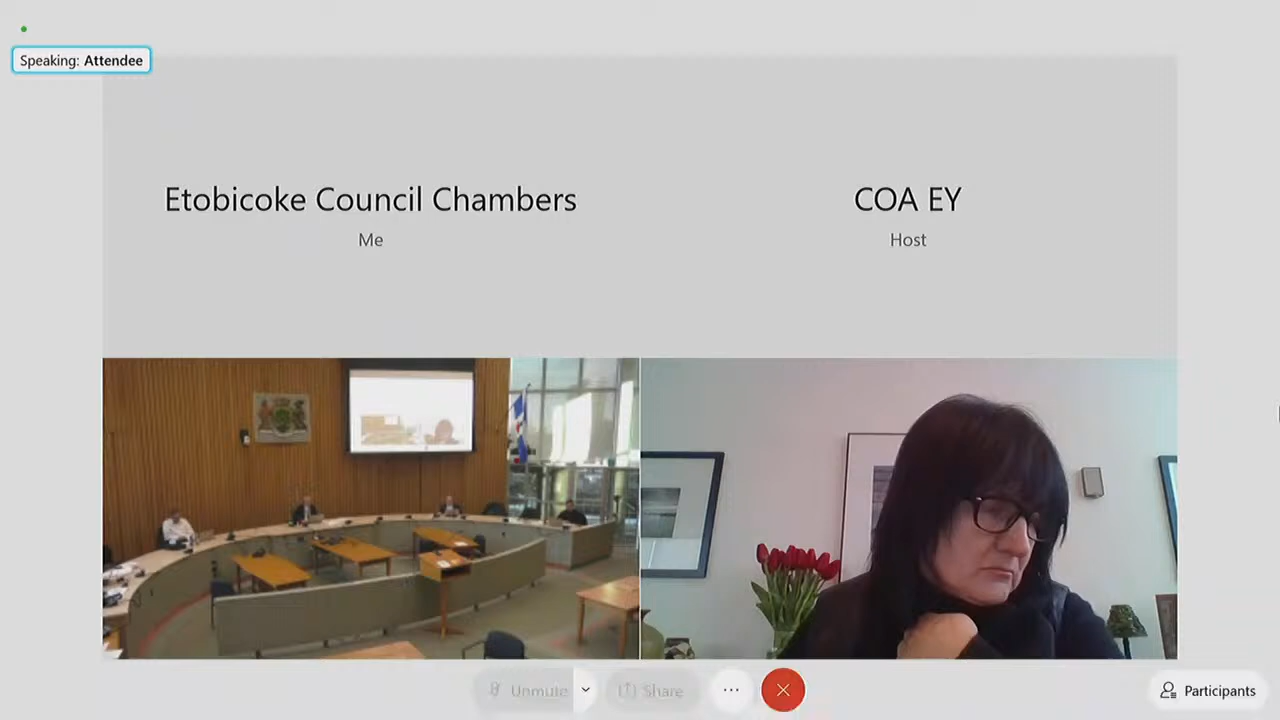 Speaking: Attendee
Etobicoke Council Chambers
Me
COA EY
Host
Unmute
Share
Participants